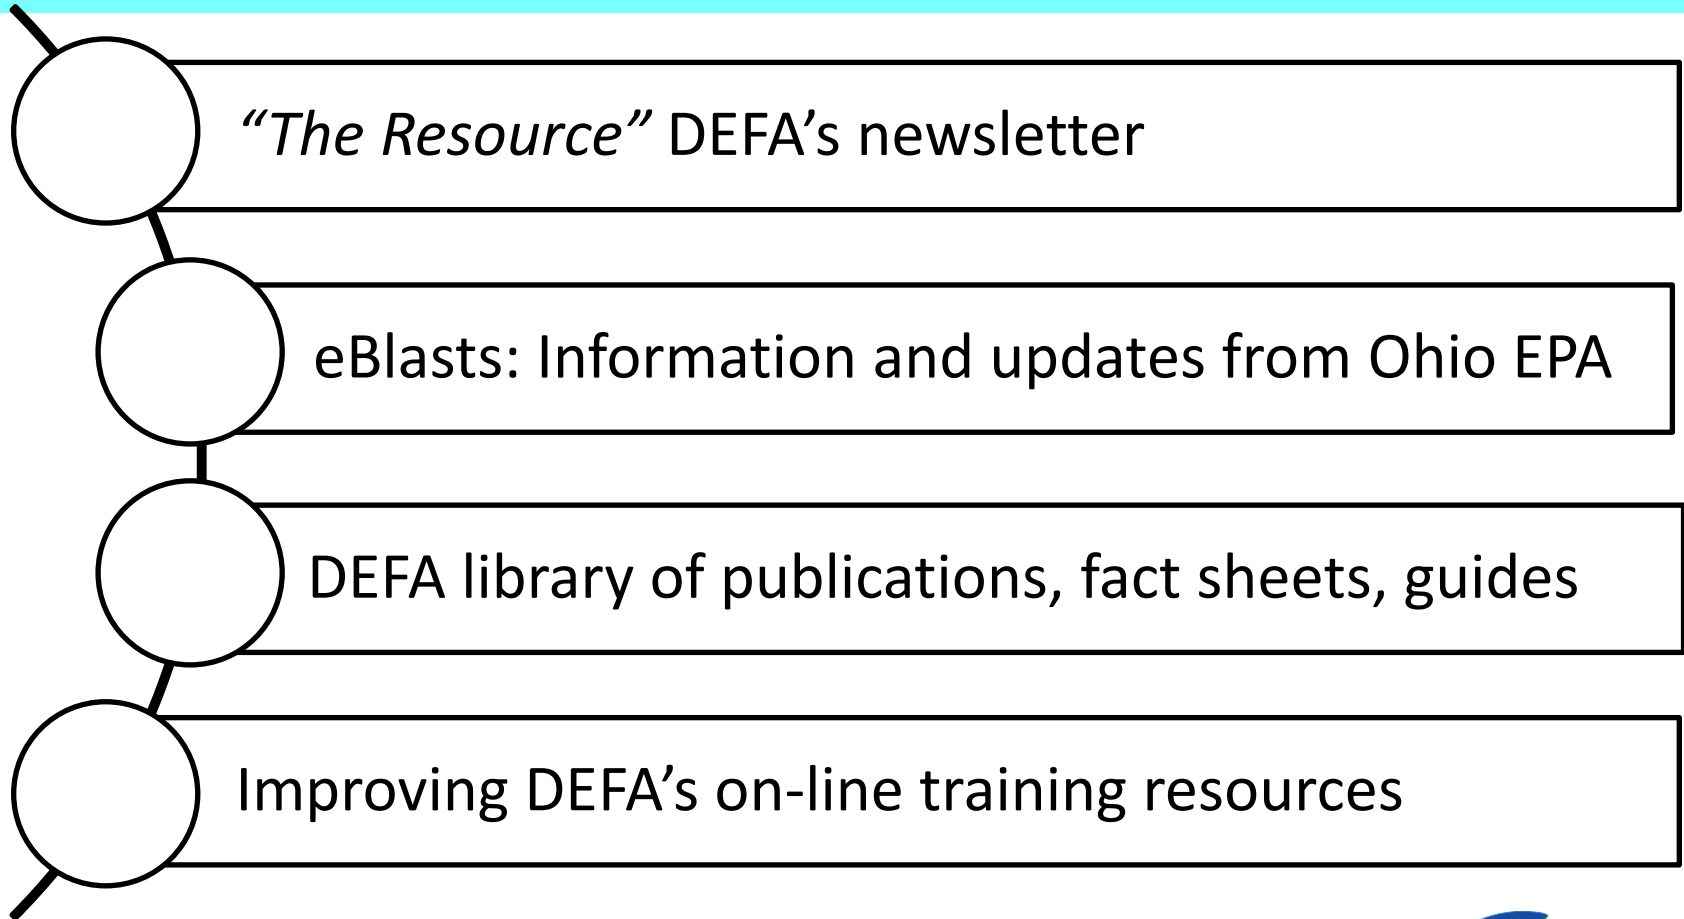 “The Resource” DEFA’s newsletter
eBlasts: Information and updates from Ohio EPA
DEFA library of publications, fact sheets, guides
Improving DEFA’s on-line training resources